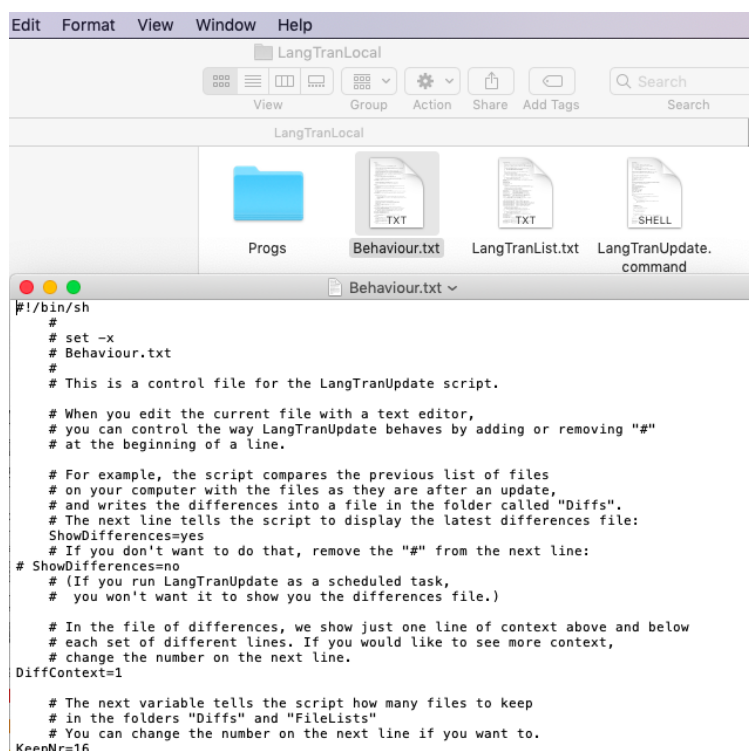 Edit Format View Window Help
LangTranLocal
Search
View Group Action Share Add Tags Search
LangTranLocal
TXT TXT SHELL
Progs Behaviour.txt LangTranList.txt LangTranUpdate.
command
Behaviour.txt
#!/bin/sh
#
# set -x
# Behaviour.txt
#
# This is a control file for the LangTranUpdate script.
# When you edit the current file with a text editor,
# you can control the way LangTranUpdate behaves by adding or removing "#"
# at the beginning of a line.
# For example, the script compares the previous list of files
# on your computer with the files as they are after an update,
# and writes the differences into a file in the folder called "Diffs".
# The next line tells the script to display the latest differences file:
ShowDifferences=yes
# If you don't want to do that, remove the "#" from the next line:
# ShowDifferences=no
# (If you run LangTranUpdate as a scheduled task,
#  you won't want it to show you the differences file.)
# In the file of differences, we show just one line of context above and below
# each set of different lines. If you would like to see more context,
# change the number on the next line.
DiffContext=1
# The next variable tells the script how many files to keep
# in the folders "Diffs" and "FileLists"
# You can change the number on the next line if you want to.
KeepNr=16